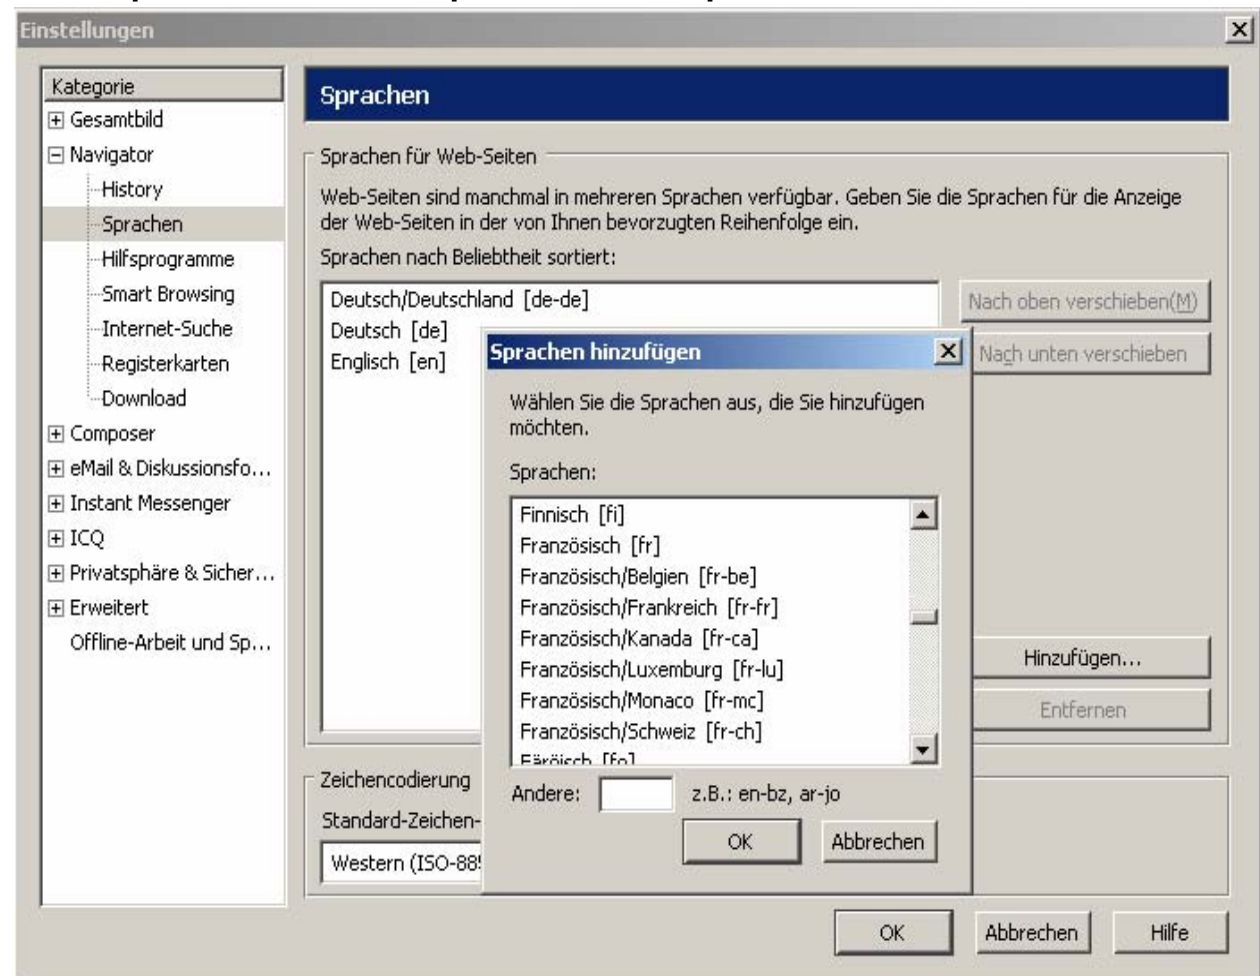 Einstellungen
Kategorie
Gesamtbild
Navigator
History
Sprachen
Hilfsprogramme
Smart Browsing
Internet-Suche
Registerkarten
Download
Composer
eMail & Diskussionsfo...
Instant Messenger
ICQ
Privatsphäre & Sicher...
Erweitert
Offline-Arbeit und Sp...
Sprachen
Sprachen für Web-Seiten
Web-Seiten sind manchmal in mehreren Sprachen verfügbar. Geben Sie die Sprachen für die Anzeige
der Web-Seiten in der von Ihnen bevorzugten Reihenfolge ein.
Sprachen nach Beliebtheit sortiert:
Deutsch/Deutschland [de-de]
Deutsch [de]
Englisch [en]
Nach oben verschieben(M)
Nach unten verschieben
Hinzufügen...
Entfernen
Sprachen hinzufügen
Wählen Sie die Sprachen aus, die Sie hinzufügen
möchten.
Sprachen:
Finnisch [fi]
Französisch [fr]
Französisch/Belgien [fr-be]
Französisch/Frankreich [fr-fr]
Französisch/Kanada [fr-ca]
Französisch/Luxemburg [fr-lu]
Französisch/Monaco [fr-mc]
Französisch/Schweiz [fr-ch]
Färöisch [fo]
Andere:
z.B.: en-bz, ar-jo
OK
Abbrechen
Zeichencodierung
Standard-Zeichen-
Western (ISO-88
OK
Abbrechen
Hilfe